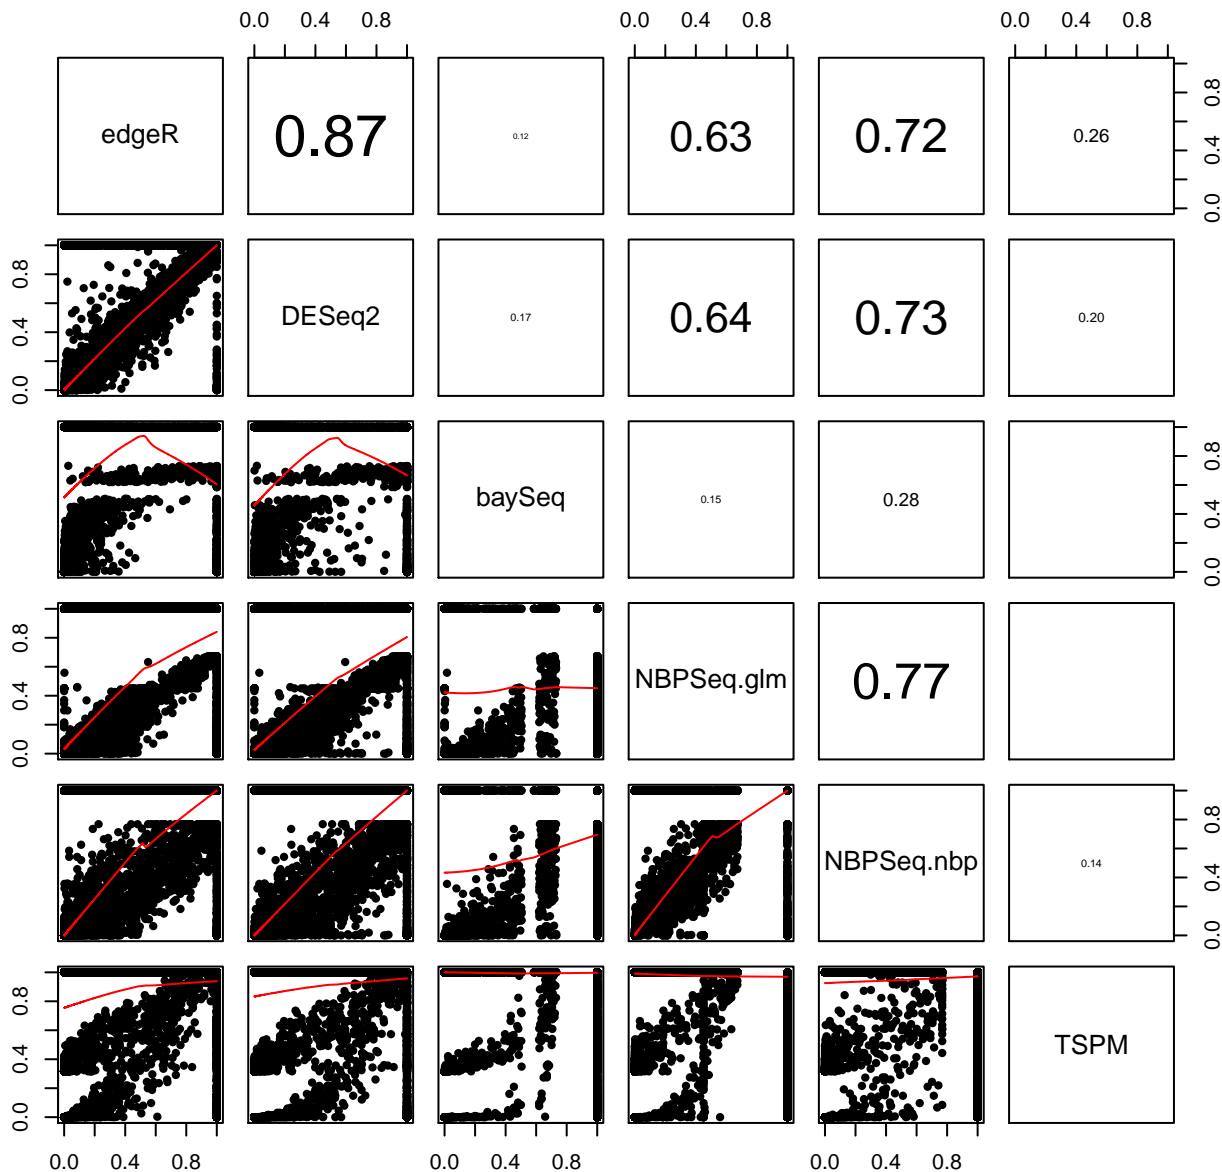 0.0 0.4 0.8 0.0 0.4 0.8 0.0 0.4 0.8
edgeR 0.87 0.12 0.63 0.72 0.26 0.0 0.4 0.8
0.0 0.4 0.8 DESeq2 0.17 0.64 0.73 0.20
baySeq 0.15 0.28 0.0 0.4 0.8
0.0 0.4 0.8 NBPSeq.glm 0.77
NBPSeq.nbp 0.14 0.0 0.4 0.8
0.0 0.4 0.8 TSPM
0.0 0.4 0.8 0.0 0.4 0.8 0.0 0.4 0.8